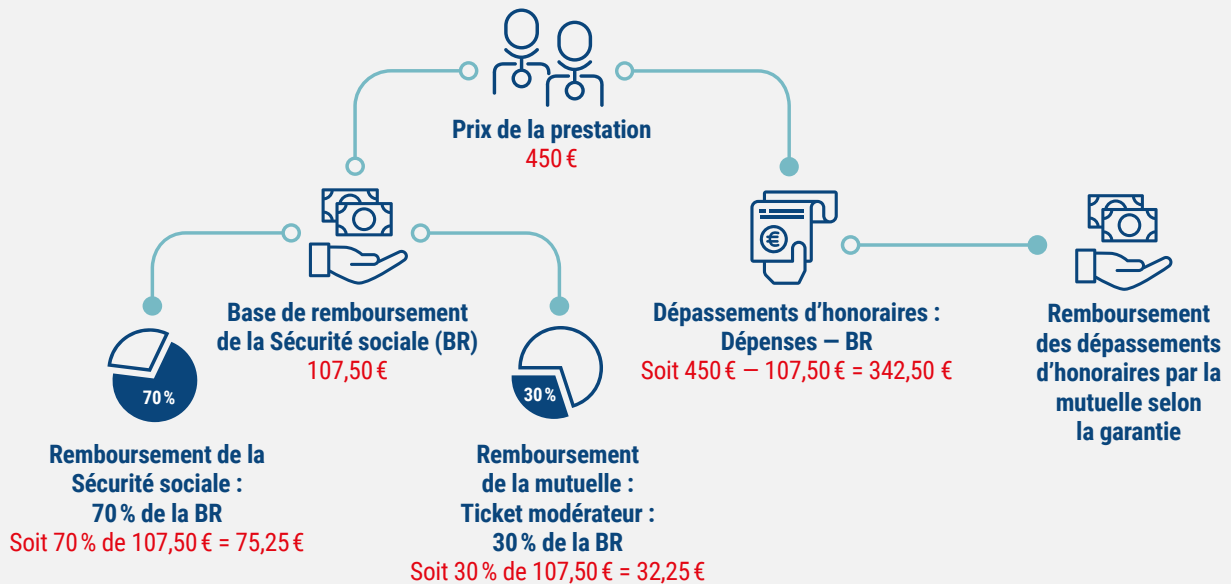 Prix de la prestation
450 €
Base de remboursement
de la Sécurité sociale (BR)
107,50 €
70 %
Remboursement de la
Sécurité sociale :
70 % de la BR
Soit 70 % de 107,50 € = 75,25 €
30 %
Remboursement
de la mutuelle :
Ticket modérateur :
30 % de la BR
Soit 30 % de 107,50 € = 32,25 €
€
Dépassements d’honoraires :
Dépenses — BR
Soit 450 € — 107,50 € = 342,50 €
Remboursement
des dépassements
d’honoraires par la
mutuelle selon
la garantie